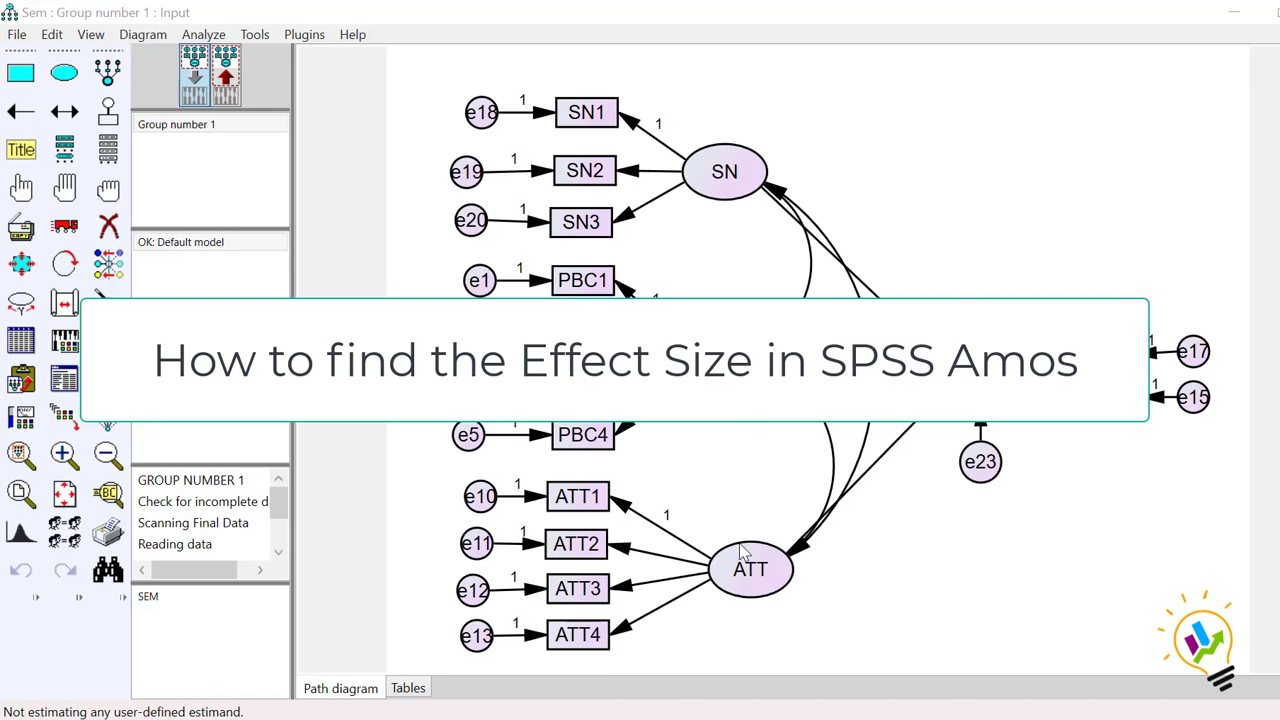 Sem : Group number 1 : Input
File Edit View Diagram Analyze Tools Plugins Help
Title
Group number 1
OK: Default model
GROUP NUMBER 1
Check for incomplete d
Scanning Final Data
Reading data
SEM
e18 1 SN1 1
e19 1 SN2 SN
e20 1 SN3
e1 1 PBC1
How to find the Effect Size in SPSS Amos
1 e17
1 e15
e5 PBC4
e23
e10 1 ATT1 1
e11 1 ATT2
ATT
e12 1 ATT3
e13 1 ATT4
Path diagram Tables
Not estimating any user-defined estimand.